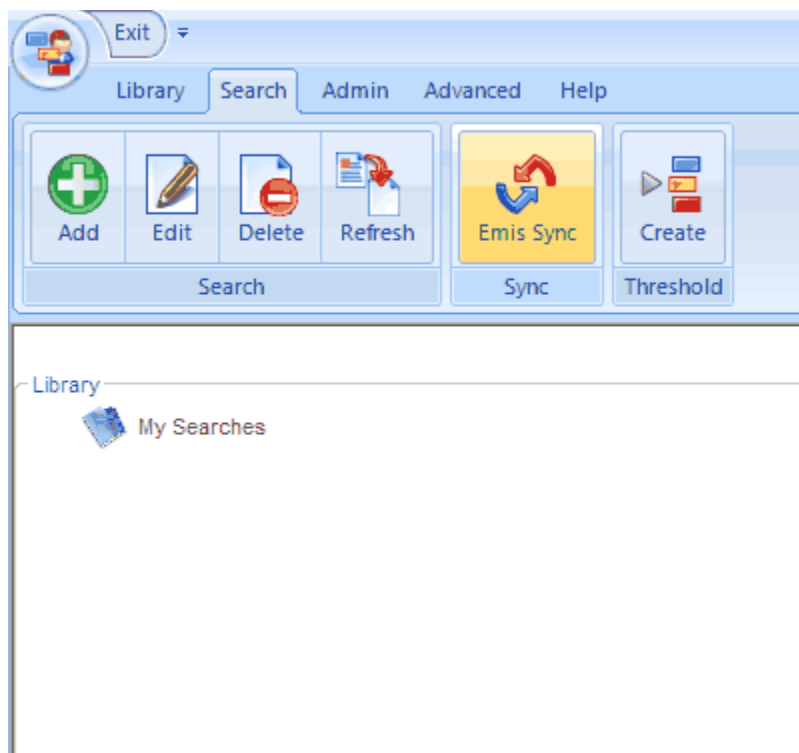 Exit
Library Search Admin Advanced Help
Add Edit Delete Refresh Emis Sync Create
Search Sync Threshold
Library
My Searches